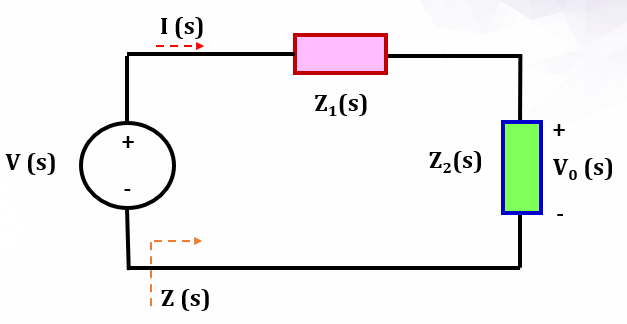 I (s)
Z₁(s)
V (s)
+
-
Z₂(s)
+
V₀ (s)
-
Z (s)